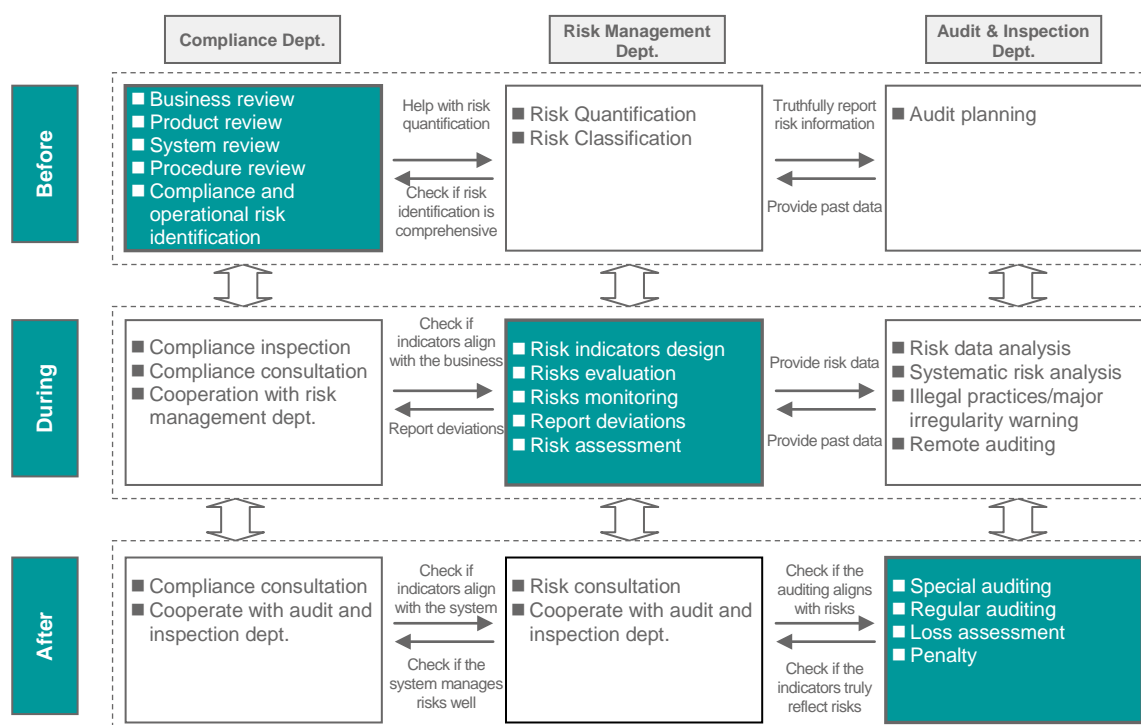 Compliance Dept.
Risk Management
Dept.
Audit & Inspection
Dept.
Before
Business review
Product review
System review
Procedure review
Compliance and
operational risk
identification
Help with risk
quantification
Check if risk
identification is
comprehensive
Risk Quantification
Risk Classification
Truthfully report
risk information
Provide past data
Audit planning
During
Compliance inspection
Compliance consultation
Cooperation with risk
management dept.
Check if
indicators align
with the business
Report deviations
Risk indicators design
Risks evaluation
Risks monitoring
Report deviations
Risk assessment
Provide risk data
Provide past data
Risk data analysis
Systematic risk analysis
Illegal practices/major
irregularity warning
Remote auditing
After
Compliance consultation
Cooperate with audit and
inspection dept.
Check if
indicators align
with the system
Check if the
system manages
risks well
Risk consultation
Cooperate with audit and
inspection dept.
Check if the
auditing aligns
with risks
Check if the
indicators truly
reflect risks
Special auditing
Regular auditing
Loss assessment
Penalty